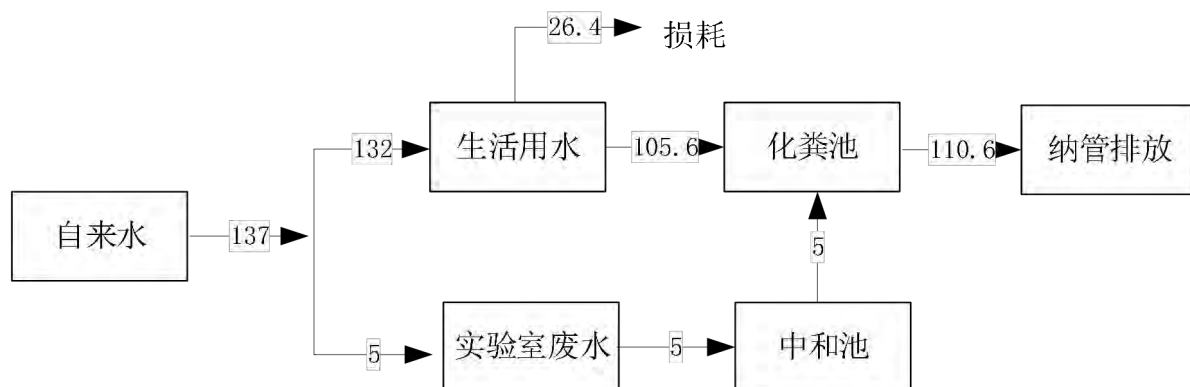 26.4
损耗
132
生活用水
105.6
化粪池
110.6
纳管排放
自来水
137
5
5
实验室废水
5
中和池